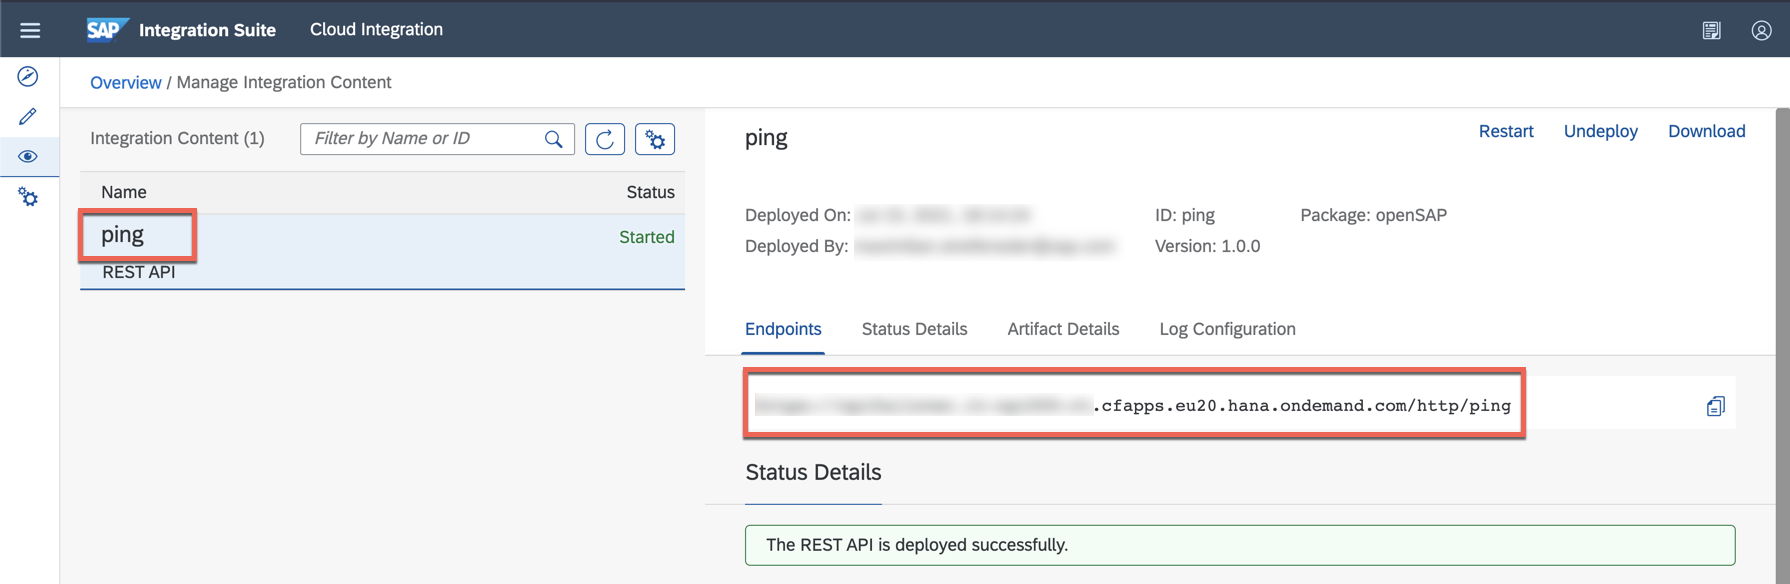 SAP Integration Suite Cloud Integration
Overview / Manage Integration Content
Integration Content (1) Filter by Name or ID
Name Status
ping Started
REST API
ping
Restart Undeploy Download
Deployed On: ID: ping Package: openSAP
Deployed By: Version: 1.0.0
Endpoints Status Details Artifact Details Log Configuration
.cfapps.eu20.hana.ondemand.com/http/ping
Status Details
The REST API is deployed successfully.